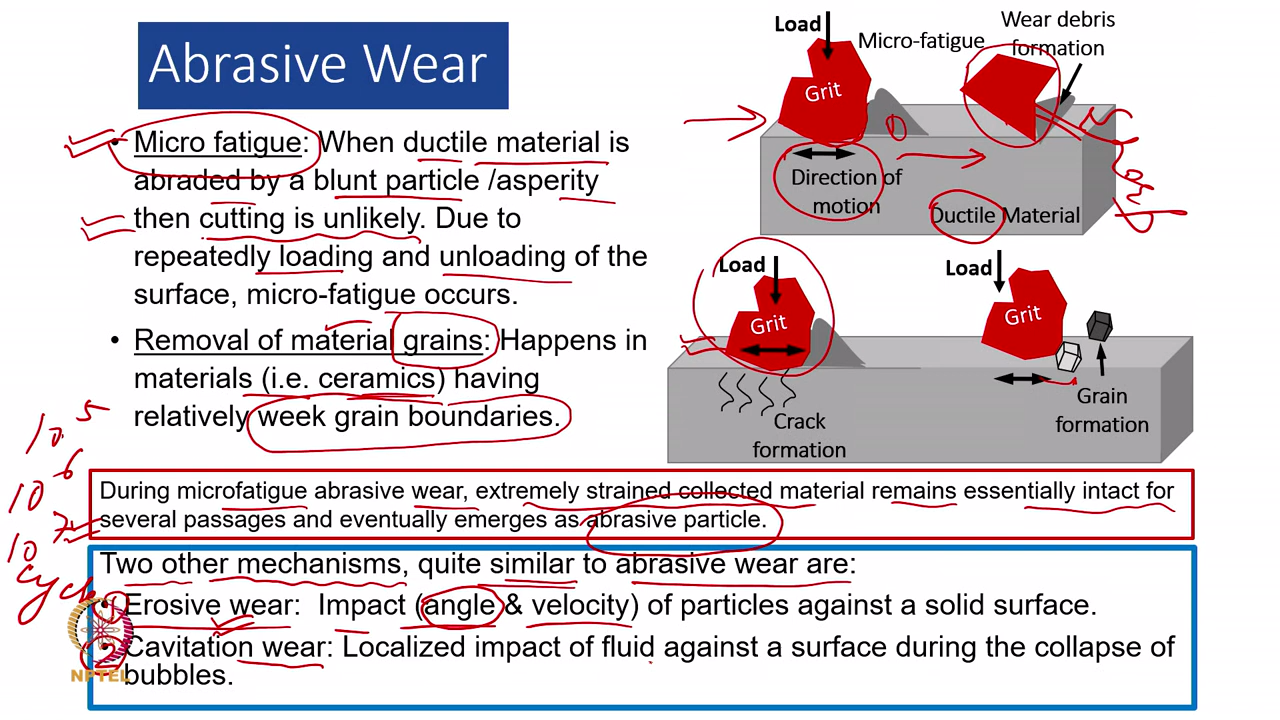 Abrasive Wear
• Micro fatigue: When ductile material is
abraded by a blunt particle /asperity
then cutting is unlikely. Due to
repeatedly loading and unloading of the
surface, micro-fatigue occurs.
• Removal of material grains: Happens in
materials (i.e. ceramics) having
relatively week grain boundaries.
Load
Micro-fatigue
Wear debris
formation
Grit
Direction of
motion
Ductile Material
Load
Grit
Crack
formation
Load
Grit
Grain
formation
10 5
10 6
10 7
cycle
During microfatigue abrasive wear, extremely strained collected material remains essentially intact for
several passages and eventually emerges as abrasive particle.
Two other mechanisms, quite similar to abrasive wear are:
• Erosive wear: Impact (angle & velocity) of particles against a solid surface.
• Cavitation wear: Localized impact of fluid against a surface during the collapse of
bubbles.
NPTEL